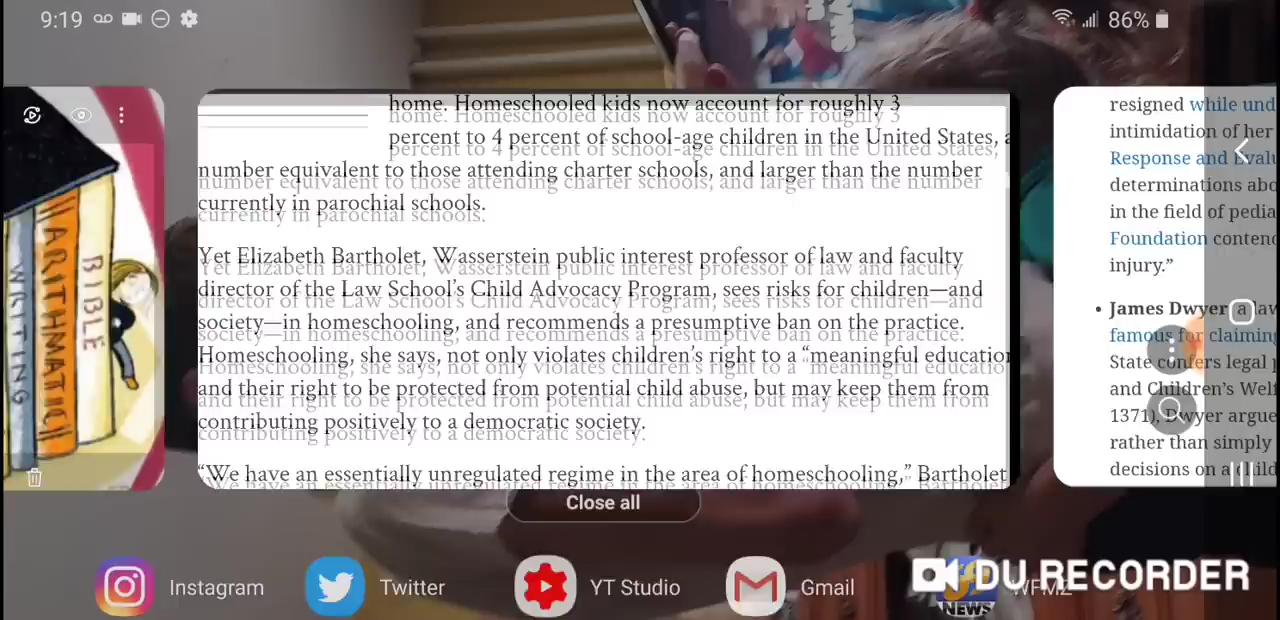 9:19
86%
BIBLE
ARITHMATIC
WRITING
home. Homeschooled kids now account for roughly 3
percent to 4 percent of school-age children in the United States, a
number equivalent to those attending charter schools, and larger than the number
currently in parochial schools.
Yet Elizabeth Bartholet, Wasserstein public interest professor of law and faculty
director of the Law School's Child Advocacy Program, sees risks for children—and
society—in homeschooling, and recommends a presumptive ban on the practice.
Homeschooling, she says, not only violates children's right to a “meaningful education
and their right to be protected from potential child abuse, but may keep them from
contributing positively to a democratic society.
“We have an essentially unregulated regime in the area of homeschooling,” Bartholet
resigned while und
intimidation of her
Response and Evalu
determinations abo
in the field of pedia
Foundation conten
injury.”
• James Dwyer, a law
famous for claiming
State confers legal p
and Children's Welf
1371), Dwyer argue
rather than simply
decisions on a child
Close all
Instagram
Twitter
YT Studio
Gmail
WFMZ
NEWS
DU RECORDER